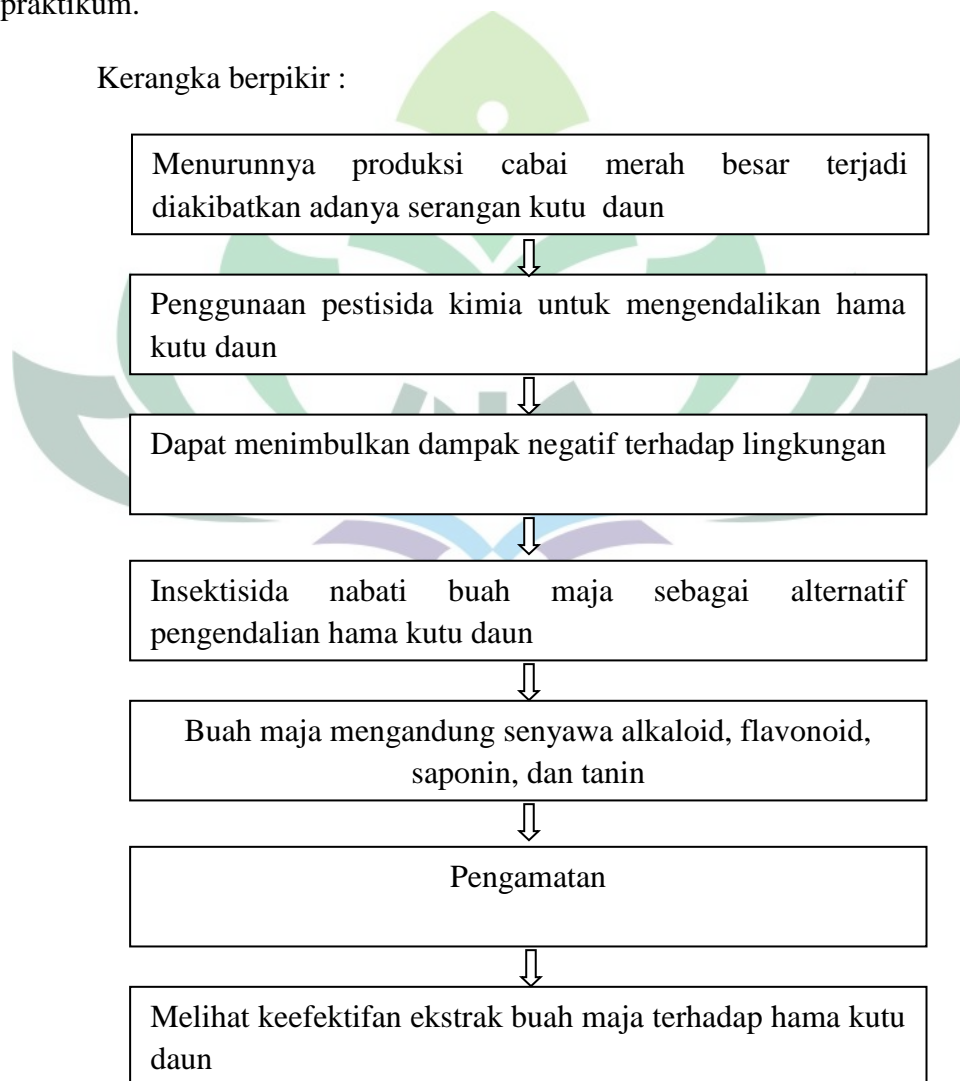 praktikum.
Kerangka berpikir :
Menurunnya produksi cabai merah besar terjadi
diakibatkan adanya serangan kutu daun
Penggunaan pestisida kimia untuk mengendalikan hama
kutu daun
Dapat menimbulkan dampak negatif terhadap lingkungan
Insektisida nabati buah maja sebagai alternatif
pengendalian hama kutu daun
Buah maja mengandung senyawa alkaloid, flavonoid,
saponin, dan tanin
Pengamatan
Melihat keefektifan ekstrak buah maja terhadap hama kutu
daun